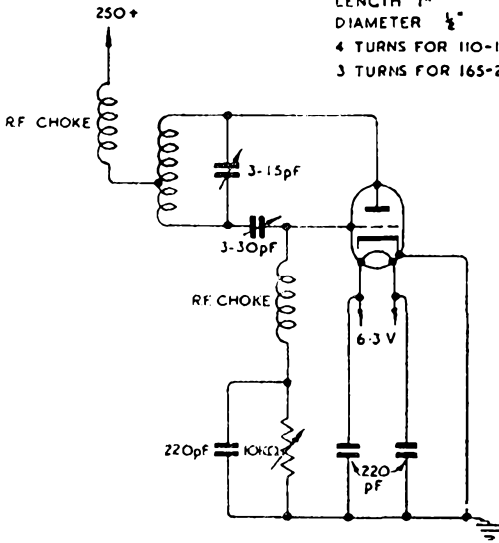 LENGTH 1"
DIAMETER ½"
4 TURNS FOR 110-1
3 TURNS FOR 165-2
250+
RF CHOKE
3-15pF
3-30pF
RF. CHOKE
6·3 V
220pF
10KΩ
220
pF